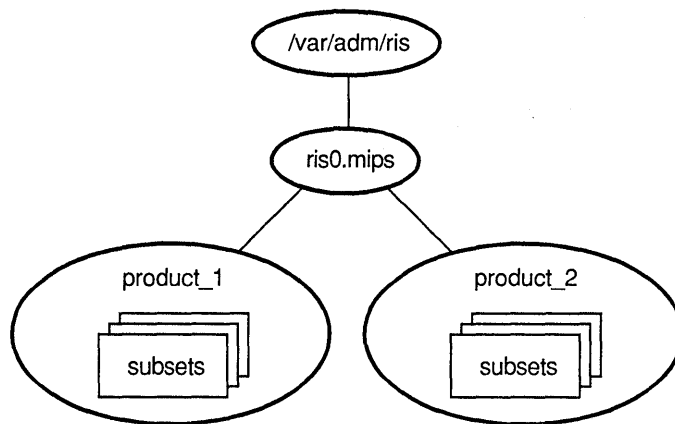 /var/adm/ris
ris0.mips
product_1
product_2
subsets
subsets